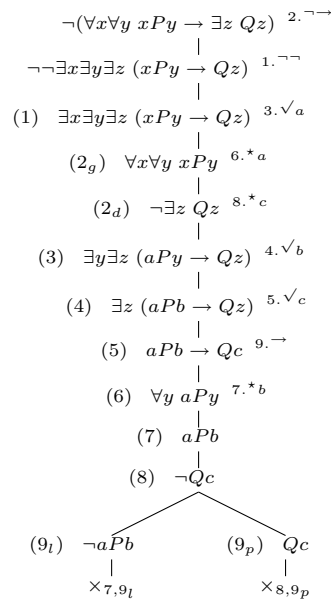 ¬(∀x∀y xPy → ∃z Qz) 2. ¬→
¬¬∃x∃y∃z (xPy → Qz) 1. ¬¬
(1) ∃x∃y∃z (xPy → Qz) 3. √a
(2g) ∀x∀y xPy 6. ⋆a
(2d) ¬∃z Qz 8. ⋆c
(3) ∃y∃z (aPy → Qz) 4. √b
(4) ∃z (aPb → Qz) 5. √c
(5) aPb → Qc 9. →
(6) ∀y aPy 7. ⋆b
(7) aPb
(8) ¬Qc
(9l) ¬aPb (9p) Qc
×7,9l ×8,9p